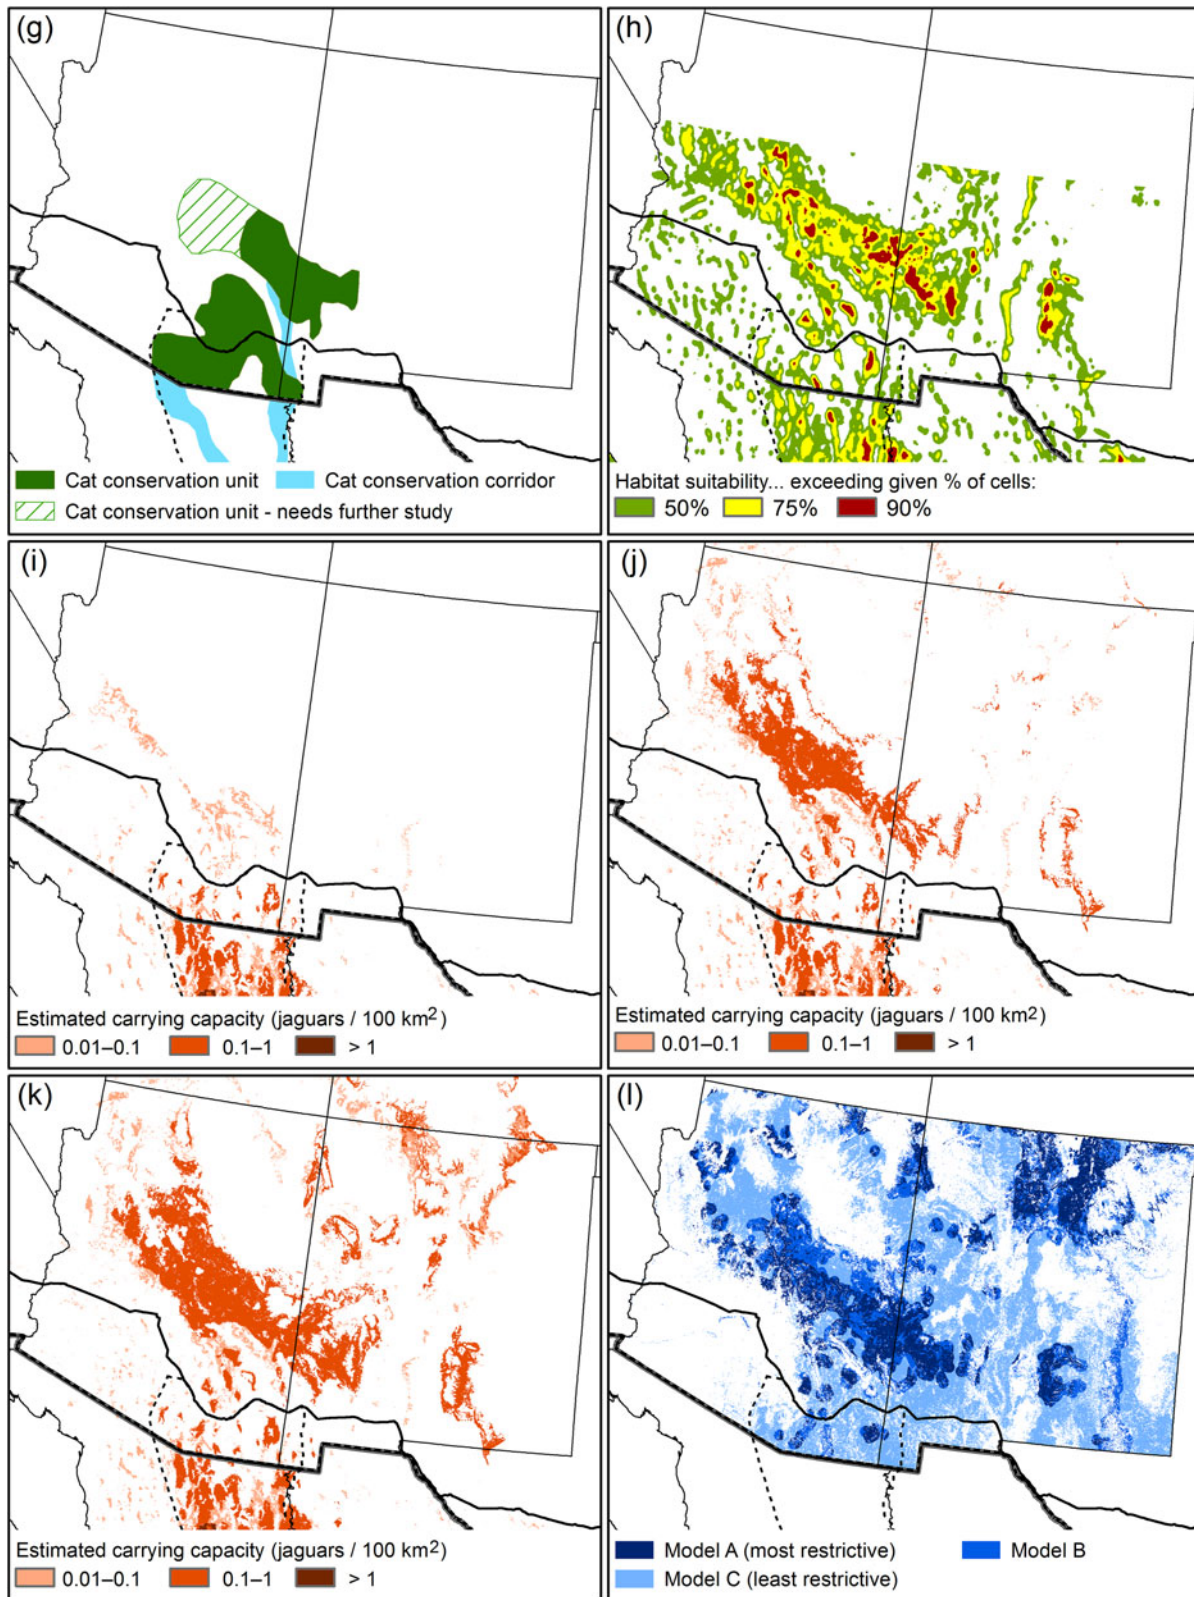 (g)
Cat conservation unit
Cat conservation corridor
Cat conservation unit - needs further study
(h)
Habitat suitability... exceeding given % of cells:
50%
75%
90%
(i)
Estimated carrying capacity (jaguars / 100 km²)
0.01–0.1
0.1–1
> 1
(j)
Estimated carrying capacity (jaguars / 100 km²)
0.01–0.1
0.1–1
> 1
(k)
Estimated carrying capacity (jaguars / 100 km²)
0.01–0.1
0.1–1
> 1
(l)
Model A (most restrictive)
Model B
Model C (least restrictive)